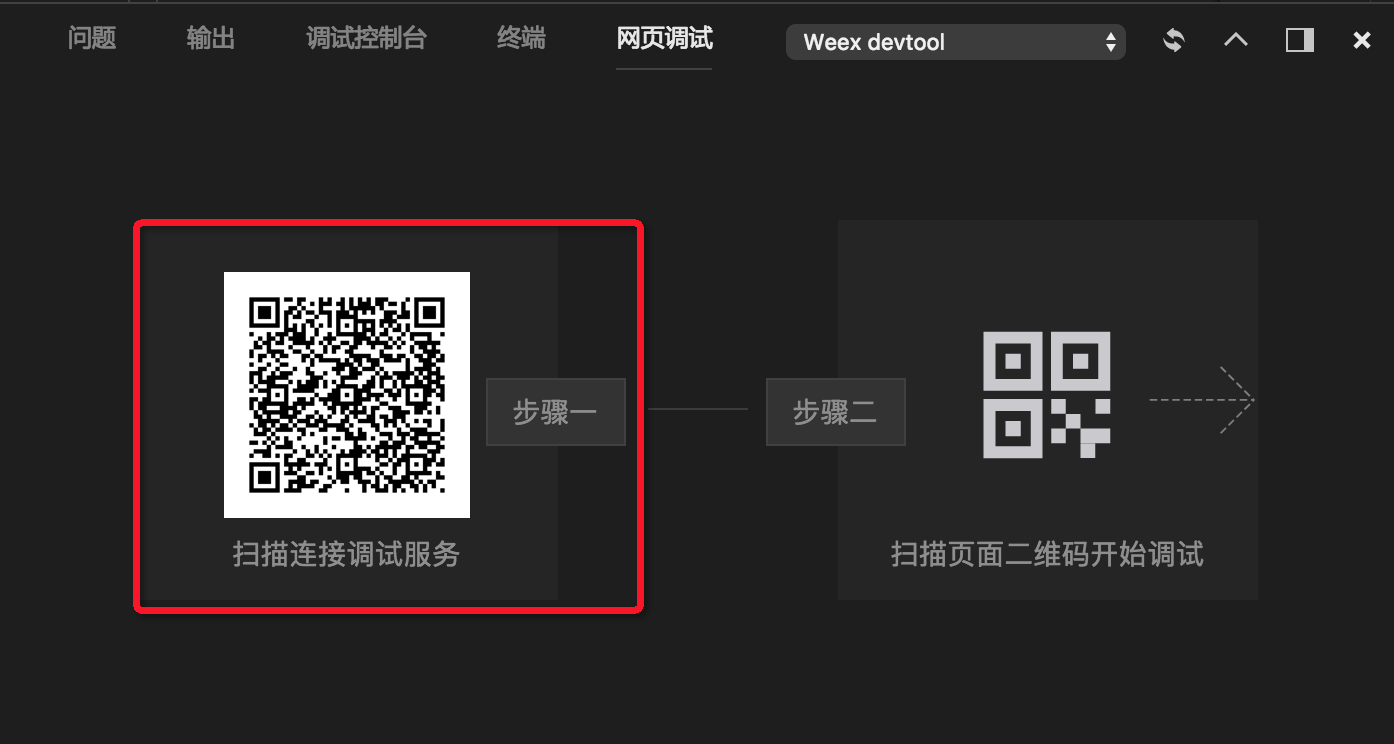 问题
输出
调试控制台
终端
网页调试
Weex devtool
步骤一
步骤二
扫描连接调试服务
扫描页面二维码开始调试